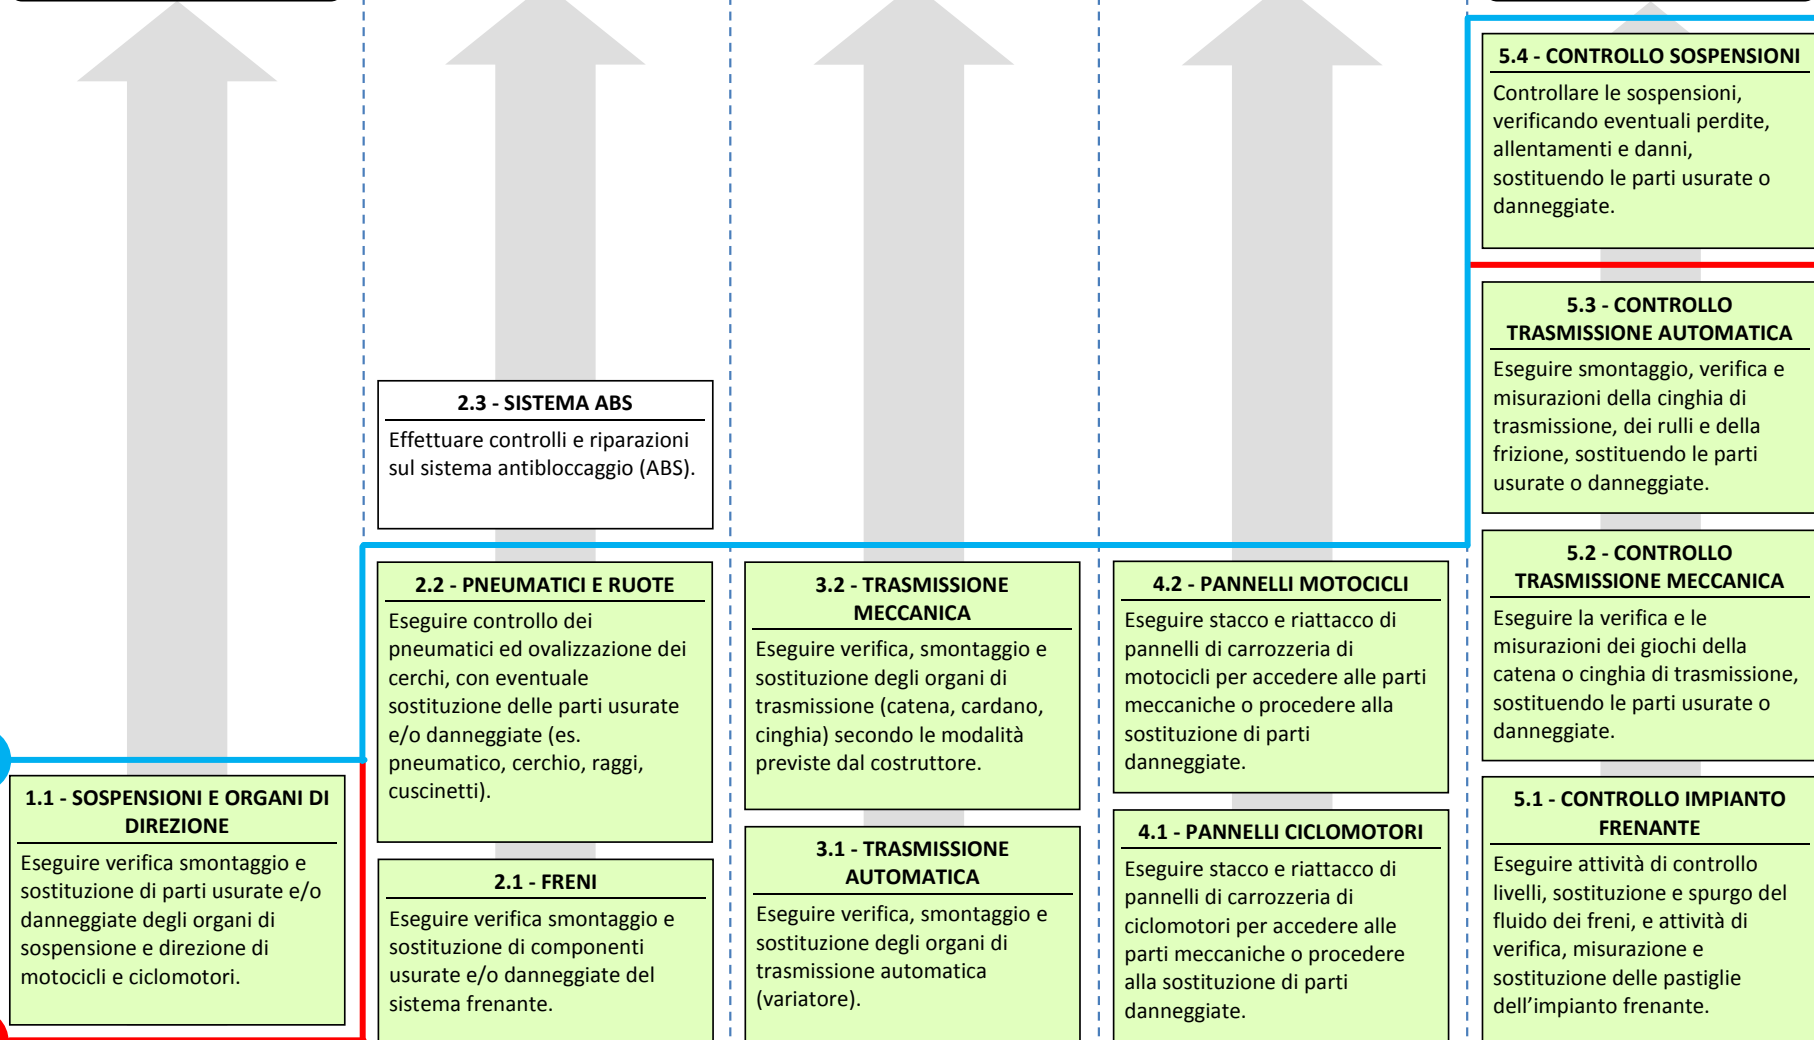 5.4 - CONTROLLO SOSPENSIONI
Controllare le sospensioni,
verificando eventuali perdite,
allentamenti e danni,
sostituendo le parti usurate o
danneggiate.
5.3 - CONTROLLO
TRASMISSIONE AUTOMATICA
Eseguire smontaggio, verifica e
misurazioni della cinghia di
trasmissione, dei rulli e della
frizione, sostituendo le parti
usurate o danneggiate.
2.3 - SISTEMA ABS
Effettuare controlli e riparazioni
sul sistema antibloccaggio (ABS).
2.2 - PNEUMATICI E RUOTE
Eseguire controllo dei
pneumatici ed ovalizzazione dei
cerchi, con eventuale
sostituzione delle parti usurate
e/o danneggiate (es.
pneumatico, cerchio, raggi,
cuscinetti).
3.2 - TRASMISSIONE
MECCANICA
Eseguire verifica, smontaggio e
sostituzione degli organi di
trasmissione (catena, cardano,
cinghia) secondo le modalità
previste dal costruttore.
4.2 - PANNELLI MOTOCICLI
Eseguire stacco e riattacco di
pannelli di carrozzeria di
motocicli per accedere alle parti
meccaniche o procedere alla
sostituzione di parti
danneggiate.
5.2 - CONTROLLO
TRASMISSIONE MECCANICA
Eseguire la verifica e le
misurazioni dei giochi della
catena o cinghia di trasmissione,
sostituendo le parti usurate o
danneggiate.
1.1 - SOSPENSIONI E ORGANI DI
DIREZIONE
Eseguire verifica smontaggio e
sostituzione di parti usurate e/o
danneggiate degli organi di
sospensione e direzione di
motocicli e ciclomotori.
2.1 - FRENI
Eseguire verifica smontaggio e
sostituzione di componenti
usurate e/o danneggiate del
sistema frenante.
3.1 - TRASMISSIONE
AUTOMATICA
Eseguire verifica, smontaggio e
sostituzione degli organi di
trasmissione automatica
(variatore).
4.1 - PANNELLI CICLOMOTORI
Eseguire stacco e riattacco di
pannelli di carrozzeria di
ciclomotori per accedere alle
parti meccaniche o procedere
alla sostituzione di parti
danneggiate.
5.1 - CONTROLLO IMPIANTO
FRENANTE
Eseguire attività di controllo
livelli, sostituzione e spurgo del
fluido dei freni, e attività di
verifica, misurazione e
sostituzione delle pastiglie
dell’impianto frenante.